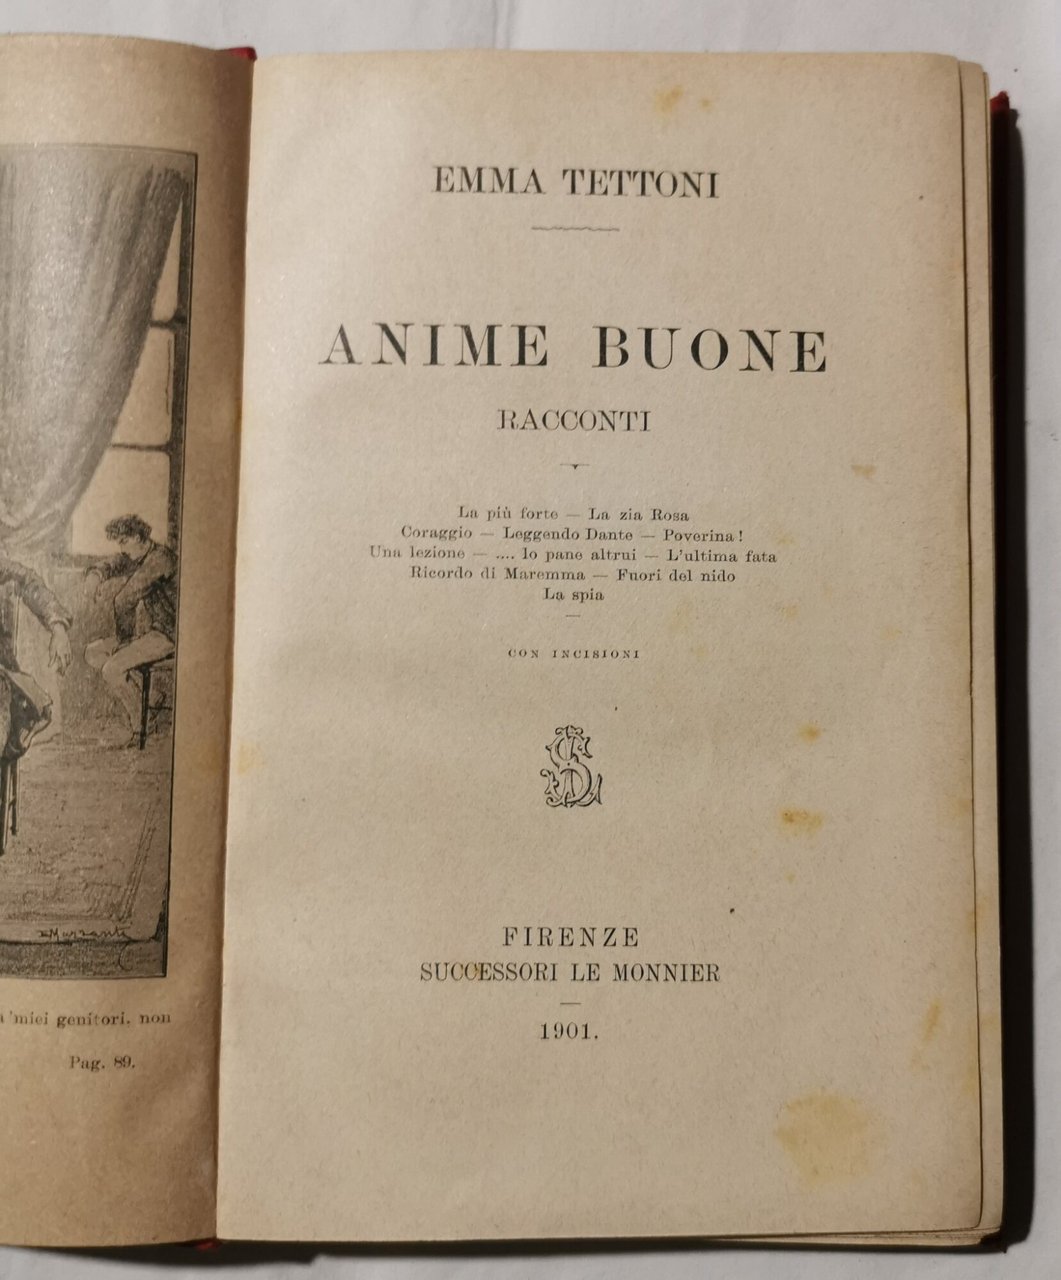 EMarzanti
a' miei genitori. non
Pag. 89.
EMMA TETTONI
ANIME BUONE
RACCONTI
La più forte — La zia Rosa
Coraggio — Leggendo Dante — Poverina!
Una lezione — .... lo pane altrui — L'ultima fata
Ricordo di Maremma — Fuori del nido
La spia
CON INCISIONI
FIRENZE
SUCCESSORI LE MONNIER
1901.